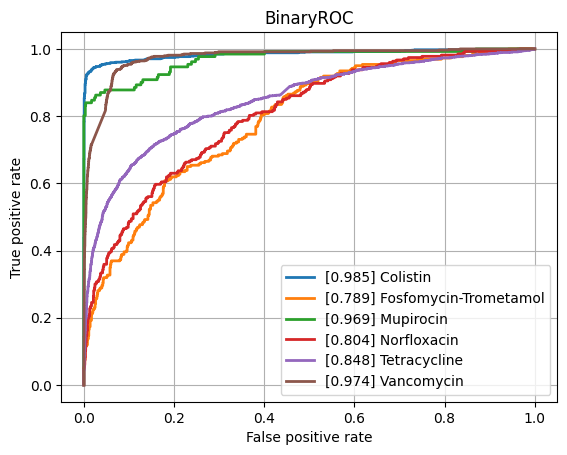 BinaryROC
True positive rate
1.0
0.8
0.6
0.4
0.2
0.0
[0.985] Colistin
[0.789] Fosfomycin-Trometamol
[0.969] Mupirocin
[0.804] Norfloxacin
[0.848] Tetracycline
[0.974] Vancomycin
0.0 0.2 0.4 0.6 0.8 1.0
False positive rate